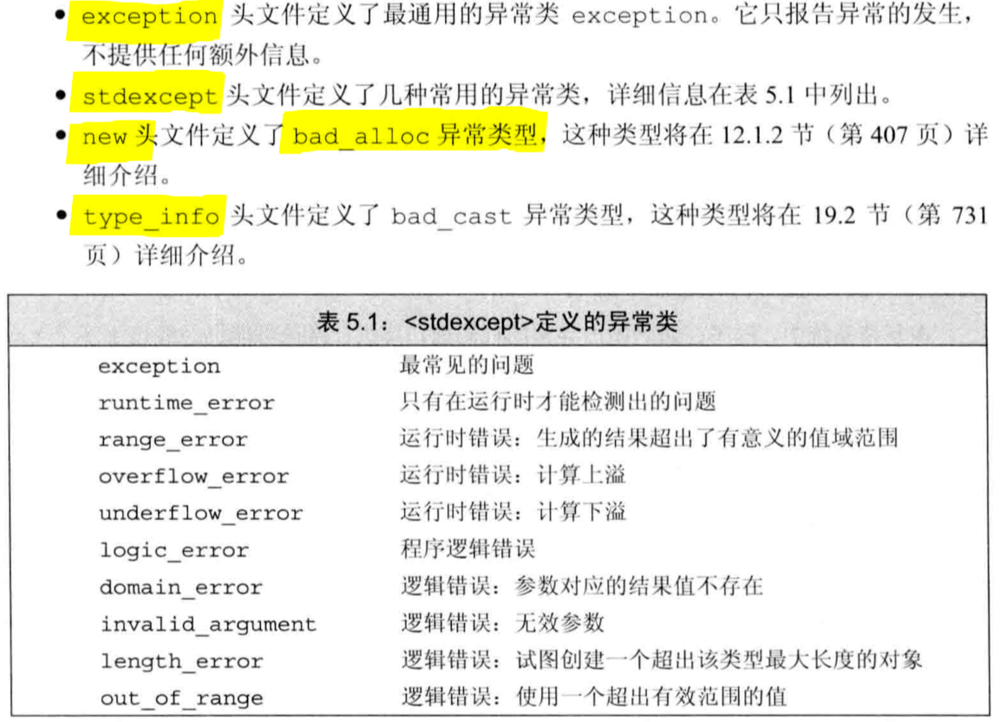 • exception 头文件定义了最通用的异常类 exception。它只报告异常的发生，
不提供任何额外信息。
• stdexcept 头文件定义了几种常用的异常类，详细信息在表 5.1 中列出。
• new 头文件定义了 bad_alloc 异常类型，这种类型将在 12.1.2 节（第 407 页）详
细介绍。
• type_info 头文件定义了 bad_cast 异常类型，这种类型将在 19.2 节（第 731
页）详细介绍。
表 5.1：<stdexcept>定义的异常类
exception 最常见的问题
runtime_error 只有在运行时才能检测出的问题
range_error 运行时错误：生成的结果超出了有意义的值域范围
overflow_error 运行时错误：计算上溢
underflow_error 运行时错误：计算下溢
logic_error 程序逻辑错误
domain_error 逻辑错误：参数对应的结果值不存在
invalid_argument 逻辑错误：无效参数
length_error 逻辑错误：试图创建一个超出该类型最大长度的对象
out_of_range 逻辑错误：使用一个超出有效范围的值